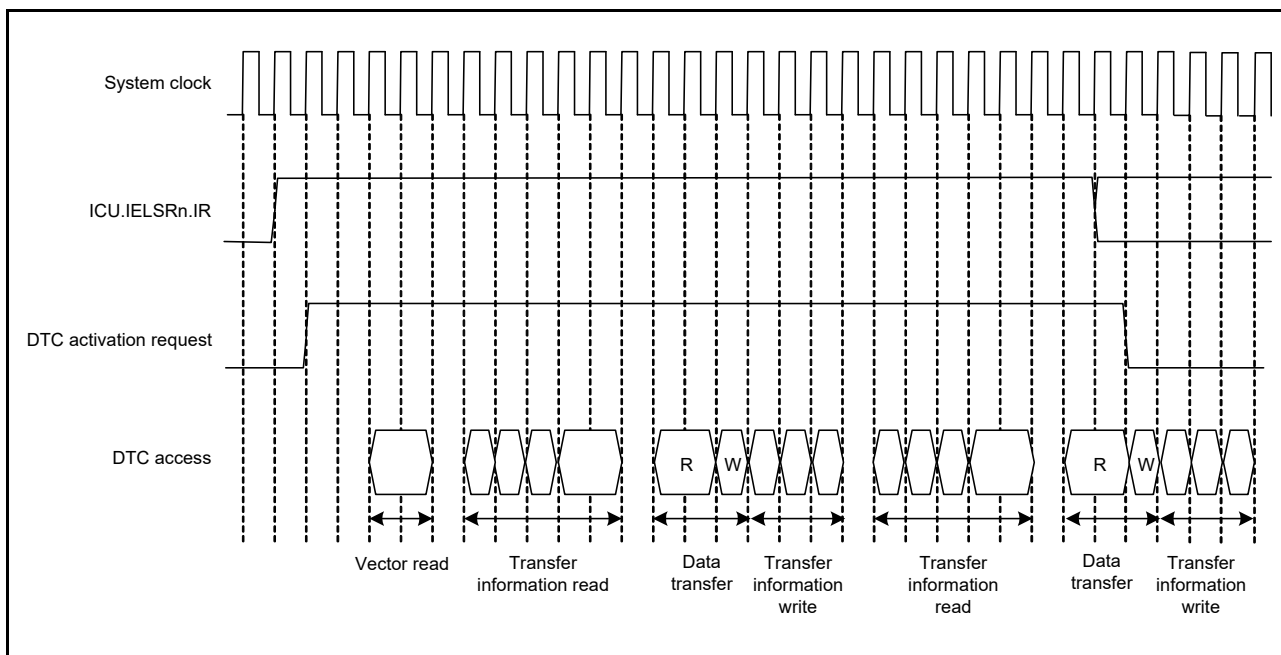 System clock
ICU.IELSRn.IR
DTC activation request
DTC access
R
W
R
W
Vector read
Transfer
information read
Data
transfer
Transfer
information
write
Transfer
information
read
Data
transfer
Transfer
information
write